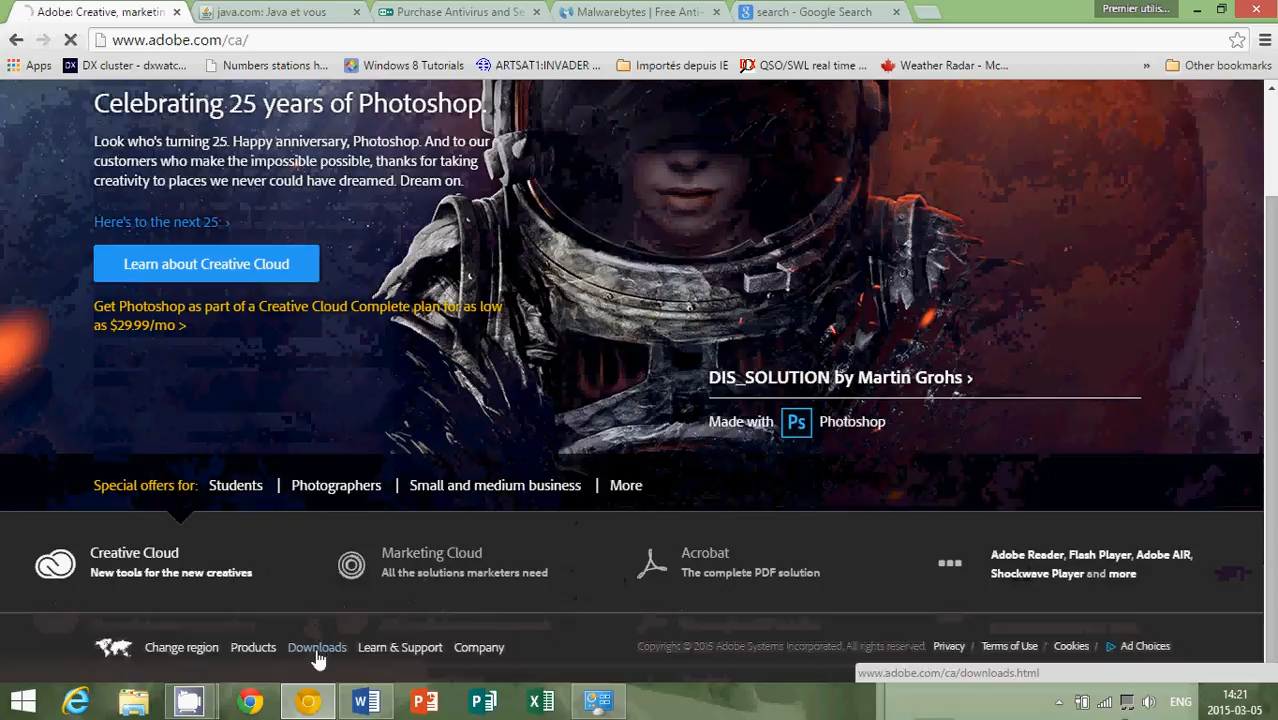 Adobe: Creative, marketin
java.com: Java et vous
Purchase Antivirus and Se
Malwarebytes | Free Anti-
search - Google Search
Premier utilis...
www.adobe.com/ca/
Apps
DX cluster - dxwatc...
Numbers stations h...
Windows 8 Tutorials
ARTSAT1:INVADER ...
Importés depuis IE
QSO/SWL real time ...
Weather Radar - Mc...
»
Other bookmarks
Celebrating 25 years of Photoshop.
Look who's turning 25. Happy anniversary, Photoshop. And to our
customers who make the impossible possible, thanks for taking
creativity to places we never could have dreamed. Dream on.
Here's to the next 25 ›
Learn about Creative Cloud
Get Photoshop as part of a Creative Cloud Complete plan for as low
as $29.99/mo >
DIS_SOLUTION by Martin Grohs ›
Made with Ps Photoshop
Special offers for: Students | Photographers | Small and medium business | More
Creative Cloud
New tools for the new creatives
Marketing Cloud
All the solutions marketers need
Acrobat
The complete PDF solution
Adobe Reader, Flash Player, Adobe AIR,
Shockwave Player and more
Change region Products Downloads Learn & Support Company
Copyright © 2015 Adobe Systems Incorporated. All rights reserved. Privacy | Terms of Use | Cookies | Ad Choices
www.adobe.com/ca/downloads.html
ENG
14:21
2015-03-05